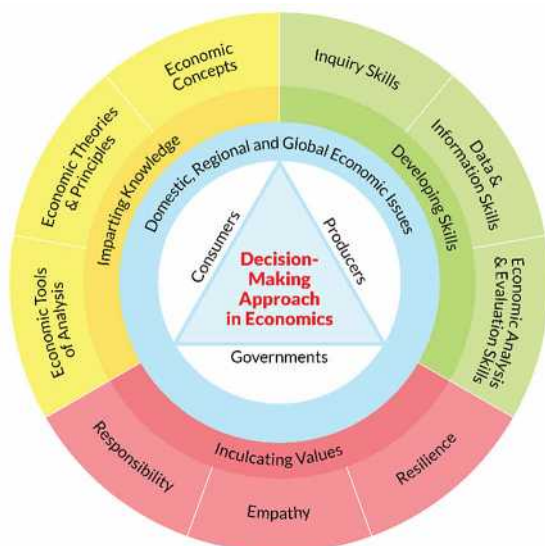 Economic
Concepts
Inquiry Skills
Economic Theories
& Principles
Data &
Information Skills
Economic Tools
of Analysis
Economic Analysis
& Evaluation Skills
Imparting Knowledge
Developing Skills
Domestic, Regional and Global Economic Issues
Consumers
Producers
Decision-
Making
Approach
in Economics
Governments
Inculcating Values
Responsibility
Empathy
Resilience